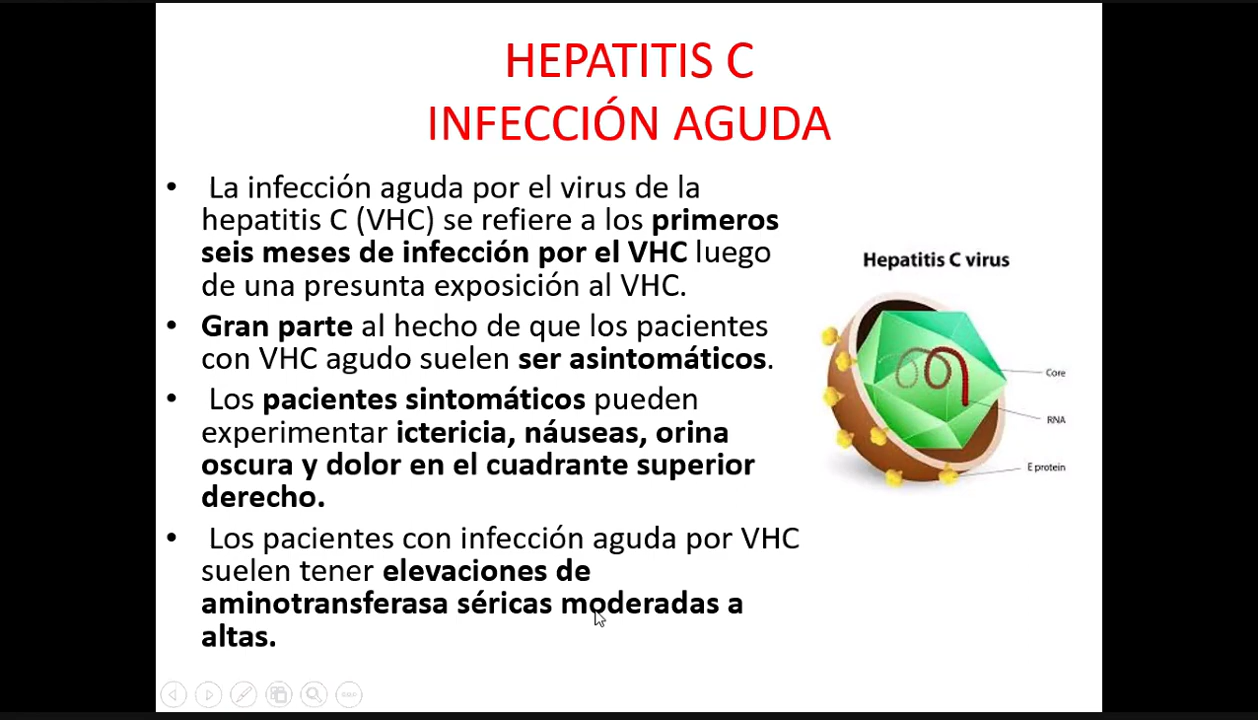 HEPATITIS C
INFECCIÓN AGUDA
• La infección aguda por el virus de la
hepatitis C (VHC) se refiere a los primeros
seis meses de infección por el VHC luego
de una presunta exposición al VHC.
• Gran parte al hecho de que los pacientes
con VHC agudo suelen ser asintomáticos.
• Los pacientes sintomáticos pueden
experimentar ictericia, náuseas, orina
oscura y dolor en el cuadrante superior
derecho.
• Los pacientes con infección aguda por VHC
suelen tener elevaciones de
aminotransferasa séricas moderadas a
altas.
Hepatitis C virus
Core
RNA
E protein